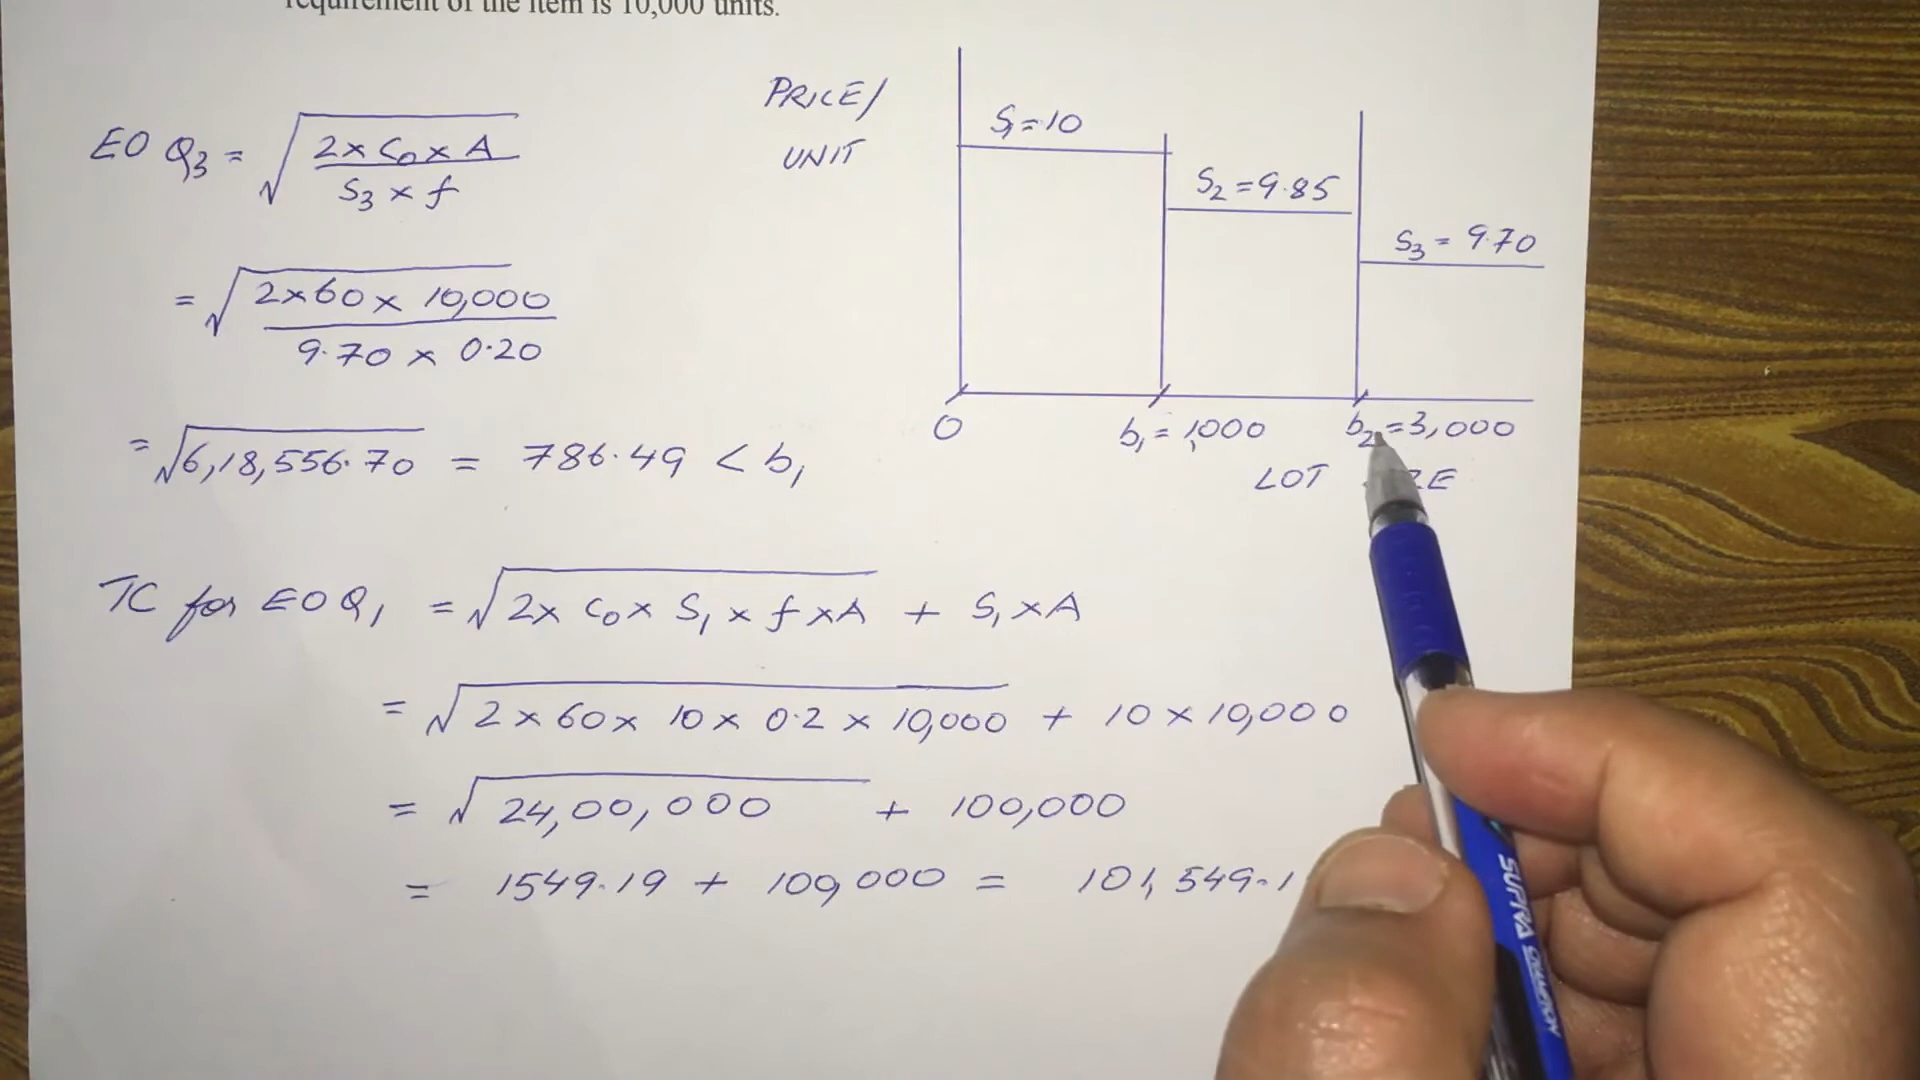 requirement of the item is 10,000 units.
EOQ₃ = √(2 × C₀ × A / S₃ × f)
= √(2×60 × 10,000 / 9.70 × 0.20)
= √6,18,556.70 = 786.49 < b₁
PRICE/
UNIT
S₁=10
S₂=9.85
S₃ = 9.70
0
b₁ = 1,000
b₂=3,000
LOT
TC for EOQ₁ = √(2× C₀× S₁ × f ×A) + S₁×A
= √(2 × 60 × 10 × 0.2 × 10,000) + 10 × 10,000
= √24,00,000 + 100,000
= 1549.19 + 100,000 = 101,549.1
SUPRA